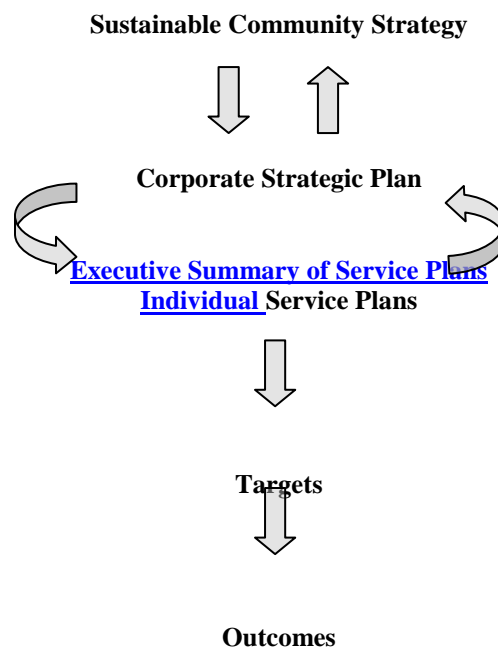 Sustainable Community Strategy
Corporate Strategic Plan
Executive Summary of Service Plans
Individual Service Plans
Targets
Outcomes